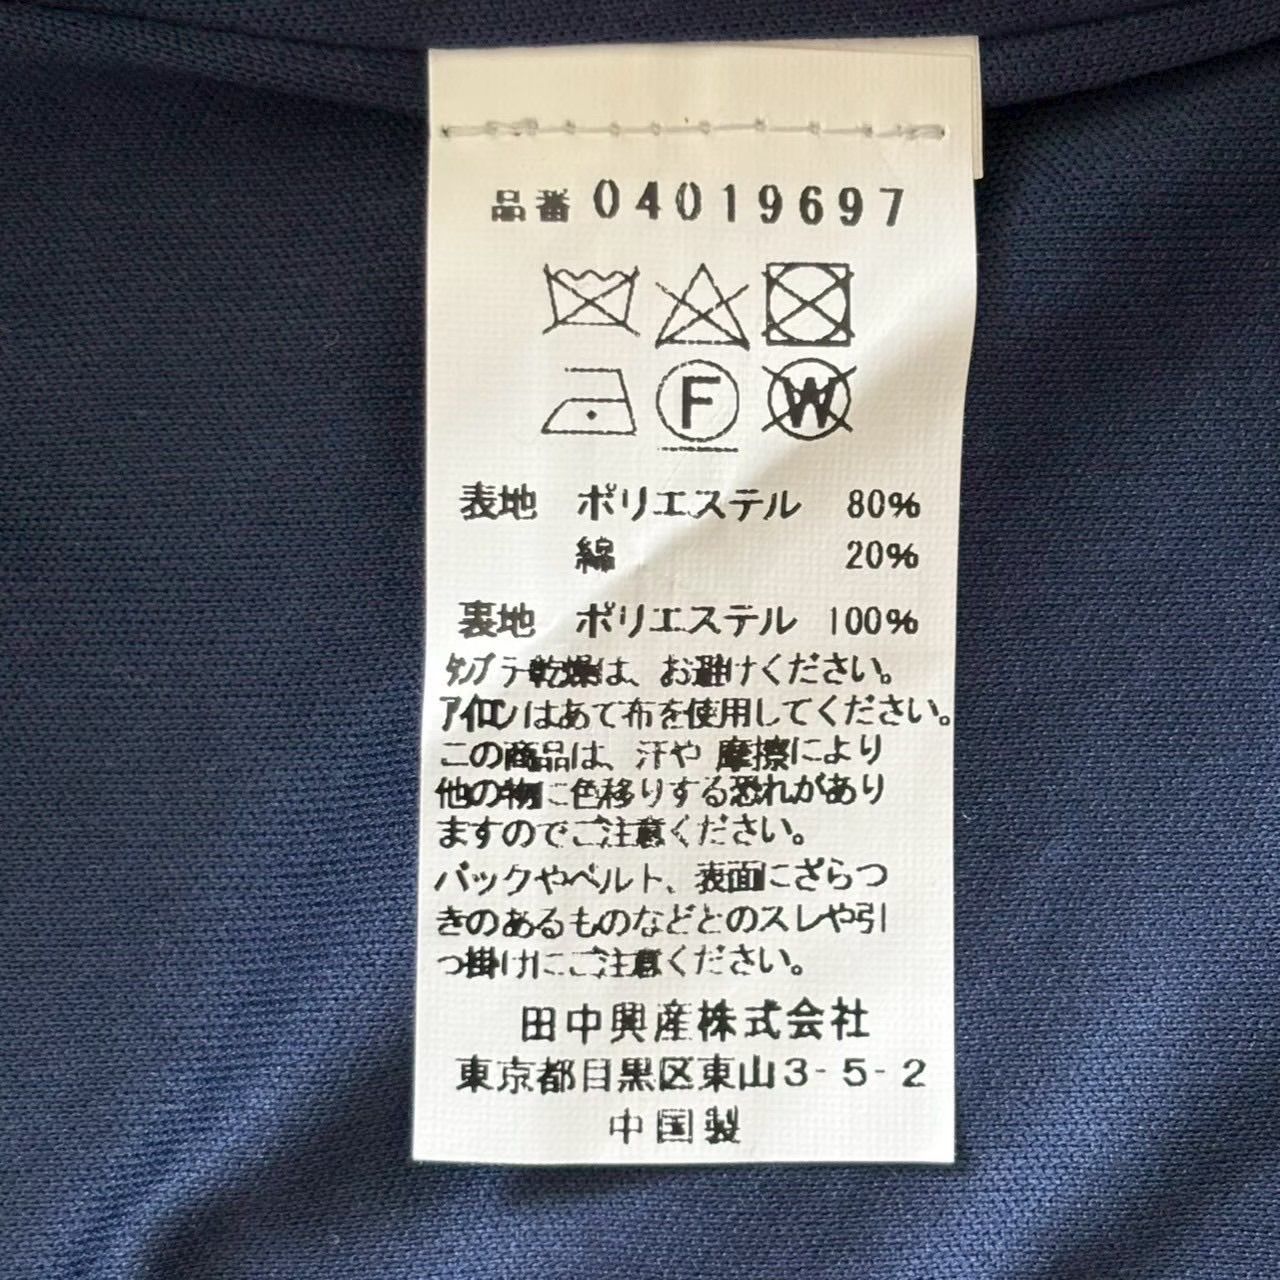 品番 04019697
F W
表地 ポリエステル 80%
綿 20%
裏地 ポリエステル 100%
タンブラ乾燥は、お避けください。
アイロンはあて布を使用してください。
この商品は、汗や 摩擦により
他の物に色移りする恐れがあり
ますのでご注意ください。
バックやベルト、表面にざらつ
きのあるものなどとのスレや引
っ掛けにご注意ください。
田中興産株式会社
東京都目黒区東山3-5-2
中国製